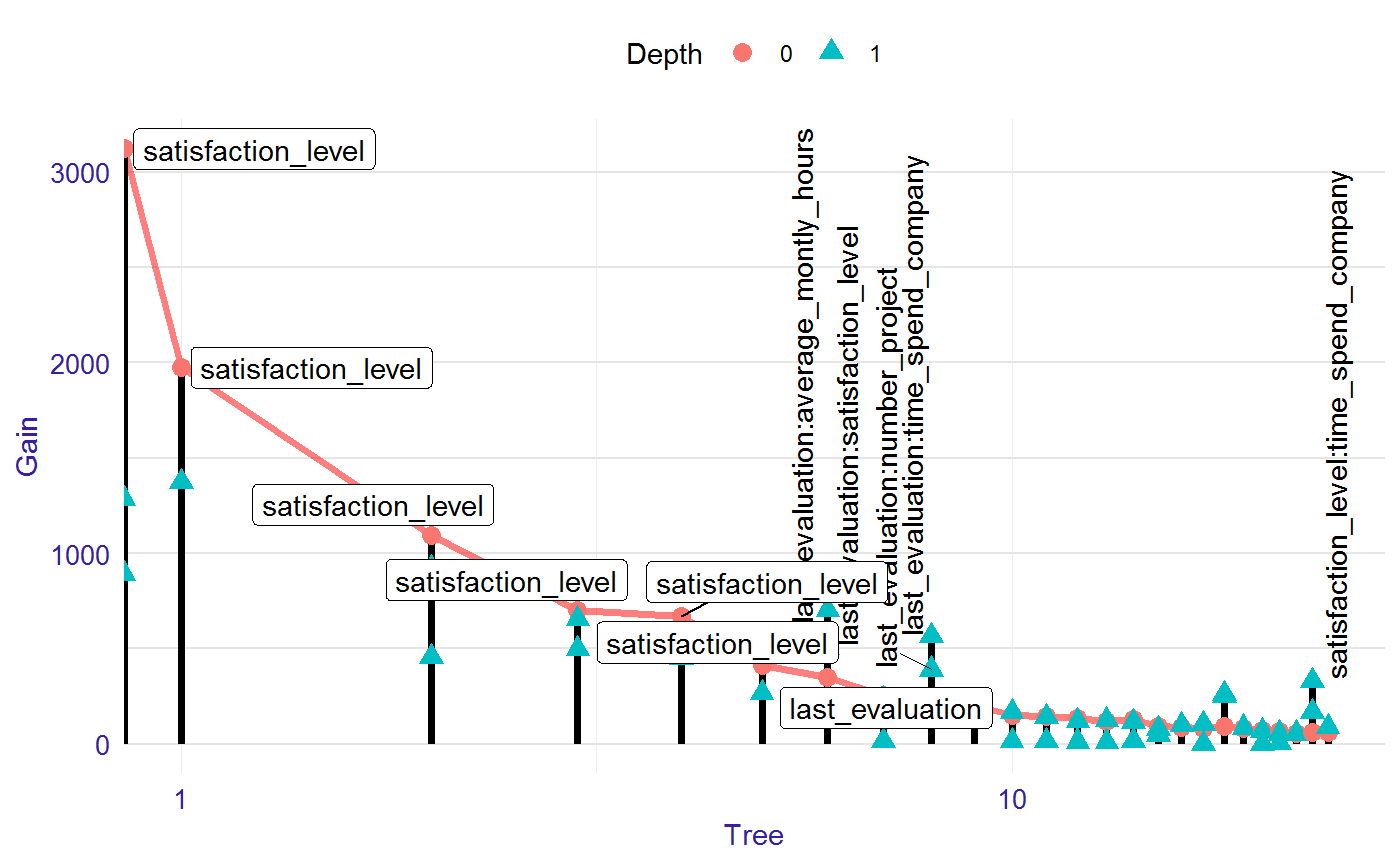 Depth 0 1
3000
2000
1000
0
Gain
satisfaction_level
satisfaction_level
satisfaction_level
satisfaction_level
satisfaction_level
satisfaction_level
last_evaluation
evaluation:average_montly_hours
evaluation:satisfaction_level
last_evaluation:number_project
last_evaluation:time_spend_company
satisfaction_level:time_spend_company
1 10
Tree